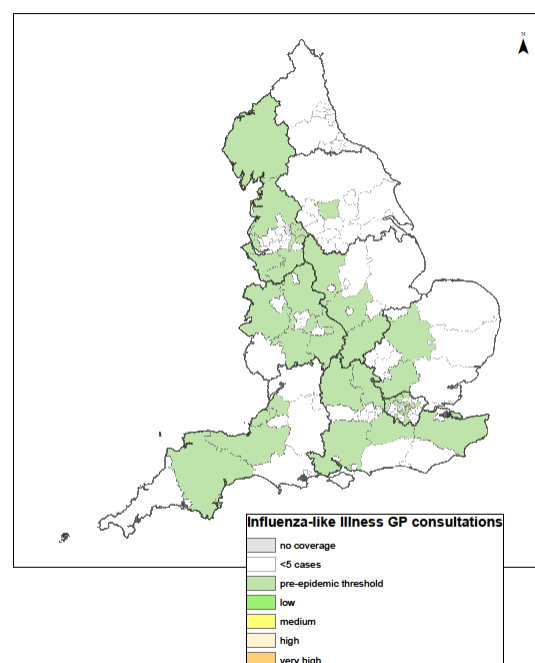 N
Influenza-like Illness GP consultations
no coverage
<5 cases
pre-epidemic threshold
low
medium
high
very high